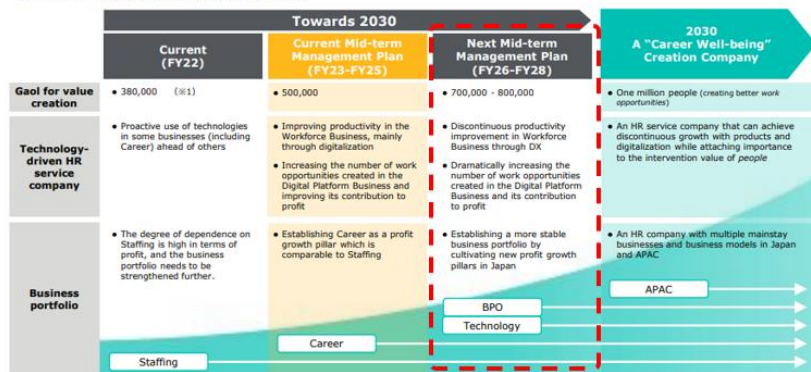 Towards 2030
Current
(FY22)
Current Mid-term
Management Plan
(FY23-FY25)
Next Mid-term
Management Plan
(FY26-FY28)
2030
A "Career Well-being"
Creation Company
Gaol for value
creation
• 380,000 (※1)
• 500,000
• 700,000 - 800,000
• One million people (creating better work
opportunities)
Technology-
driven HR
service
company
• Proactive use of technologies
in some businesses (including
Career) ahead of others
• Improving productivity in the
Workforce Business, mainly
through digitalization
• Increasing the number of work
opportunities created in the
Digital Platform Business and
improving its contribution to
profit
• Discontinuous productivity
improvement in Workforce
Business through DX
• Dramatically increasing the
number of work opportunities
created in the Digital Platform
Business and its contribution
to profit
• An HR service company that can achieve
discontinuous growth with products and
digitalization while attaching importance
to the intervention value of people
Business
portfolio
• The degree of dependence on
Staffing is high in terms of
profit, and the business
portfolio needs to be
strengthened further.
• Establishing Career as a profit
growth pillar which is
comparable to Staffing
• Establishing a more stable
business portfolio by
cultivating new profit growth
pillars in Japan
• An HR company with multiple mainstay
businesses and business models in Japan
and APAC
APAC
BPO
Technology
Career
Staffing